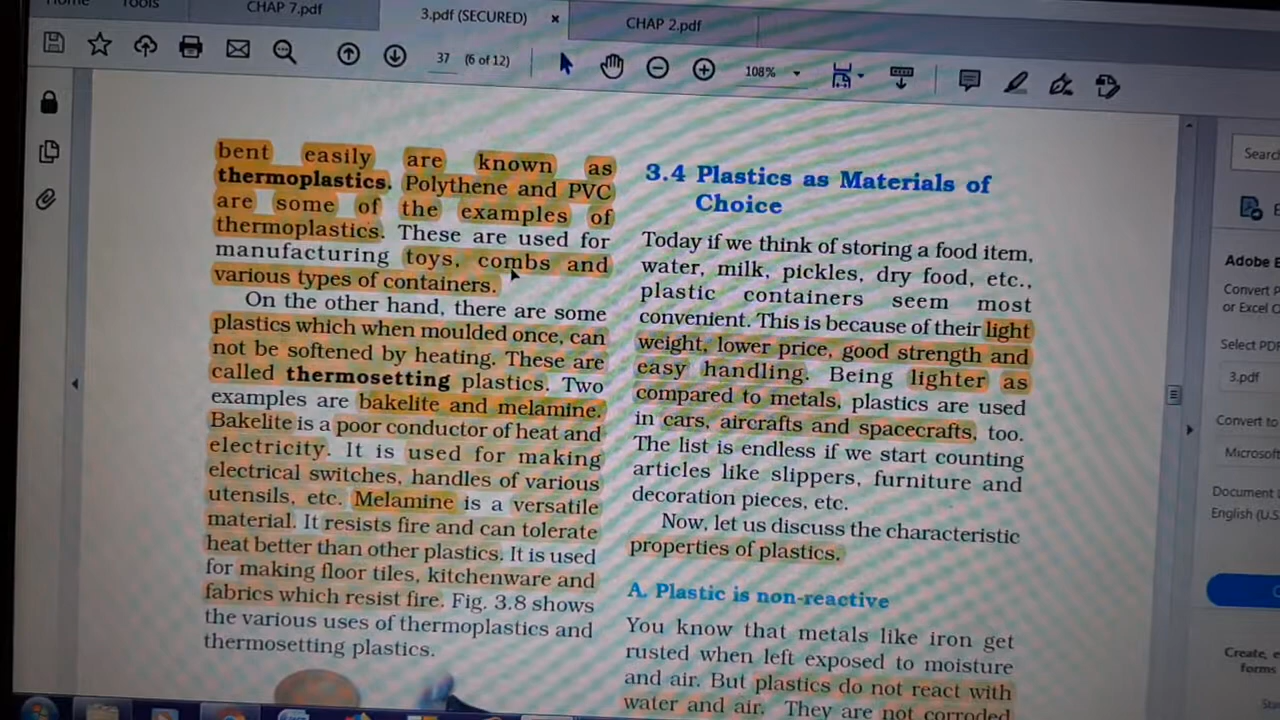 Home Tools CHAP 7.pdf 3.pdf (SECURED) × CHAP 2.pdf
37 (6 of 12) 108%
bent easily are known as
thermoplastics. Polythene and PVC
are some of the examples of
thermoplastics. These are used for
manufacturing toys, combs and
various types of containers.
On the other hand, there are some
plastics which when moulded once, can
not be softened by heating. These are
called thermosetting plastics. Two
examples are bakelite and melamine.
Bakelite is a poor conductor of heat and
electricity. It is used for making
electrical switches, handles of various
utensils, etc. Melamine is a versatile
material. It resists fire and can tolerate
heat better than other plastics. It is used
for making floor tiles, kitchenware and
fabrics which resist fire. Fig. 3.8 shows
the various uses of thermoplastics and
thermosetting plastics.
3.4 Plastics as Materials of
Choice
Today if we think of storing a food item,
water, milk, pickles, dry food, etc.,
plastic containers seem most
convenient. This is because of their light
weight, lower price, good strength and
easy handling. Being lighter as
compared to metals, plastics are used
in cars, aircrafts and spacecrafts, too.
The list is endless if we start counting
articles like slippers, furniture and
decoration pieces, etc.
Now, let us discuss the characteristic
properties of plastics.
A. Plastic is non-reactive
You know that metals like iron get
rusted when left exposed to moisture
and air. But plastics do not react with
water and air. They are not corroded
Searc
E
Adobe E
Convert P
or Excel O
Select PDF
3.pdf
Convert to
Microsof
Document
English (U.S
Create, e
forms